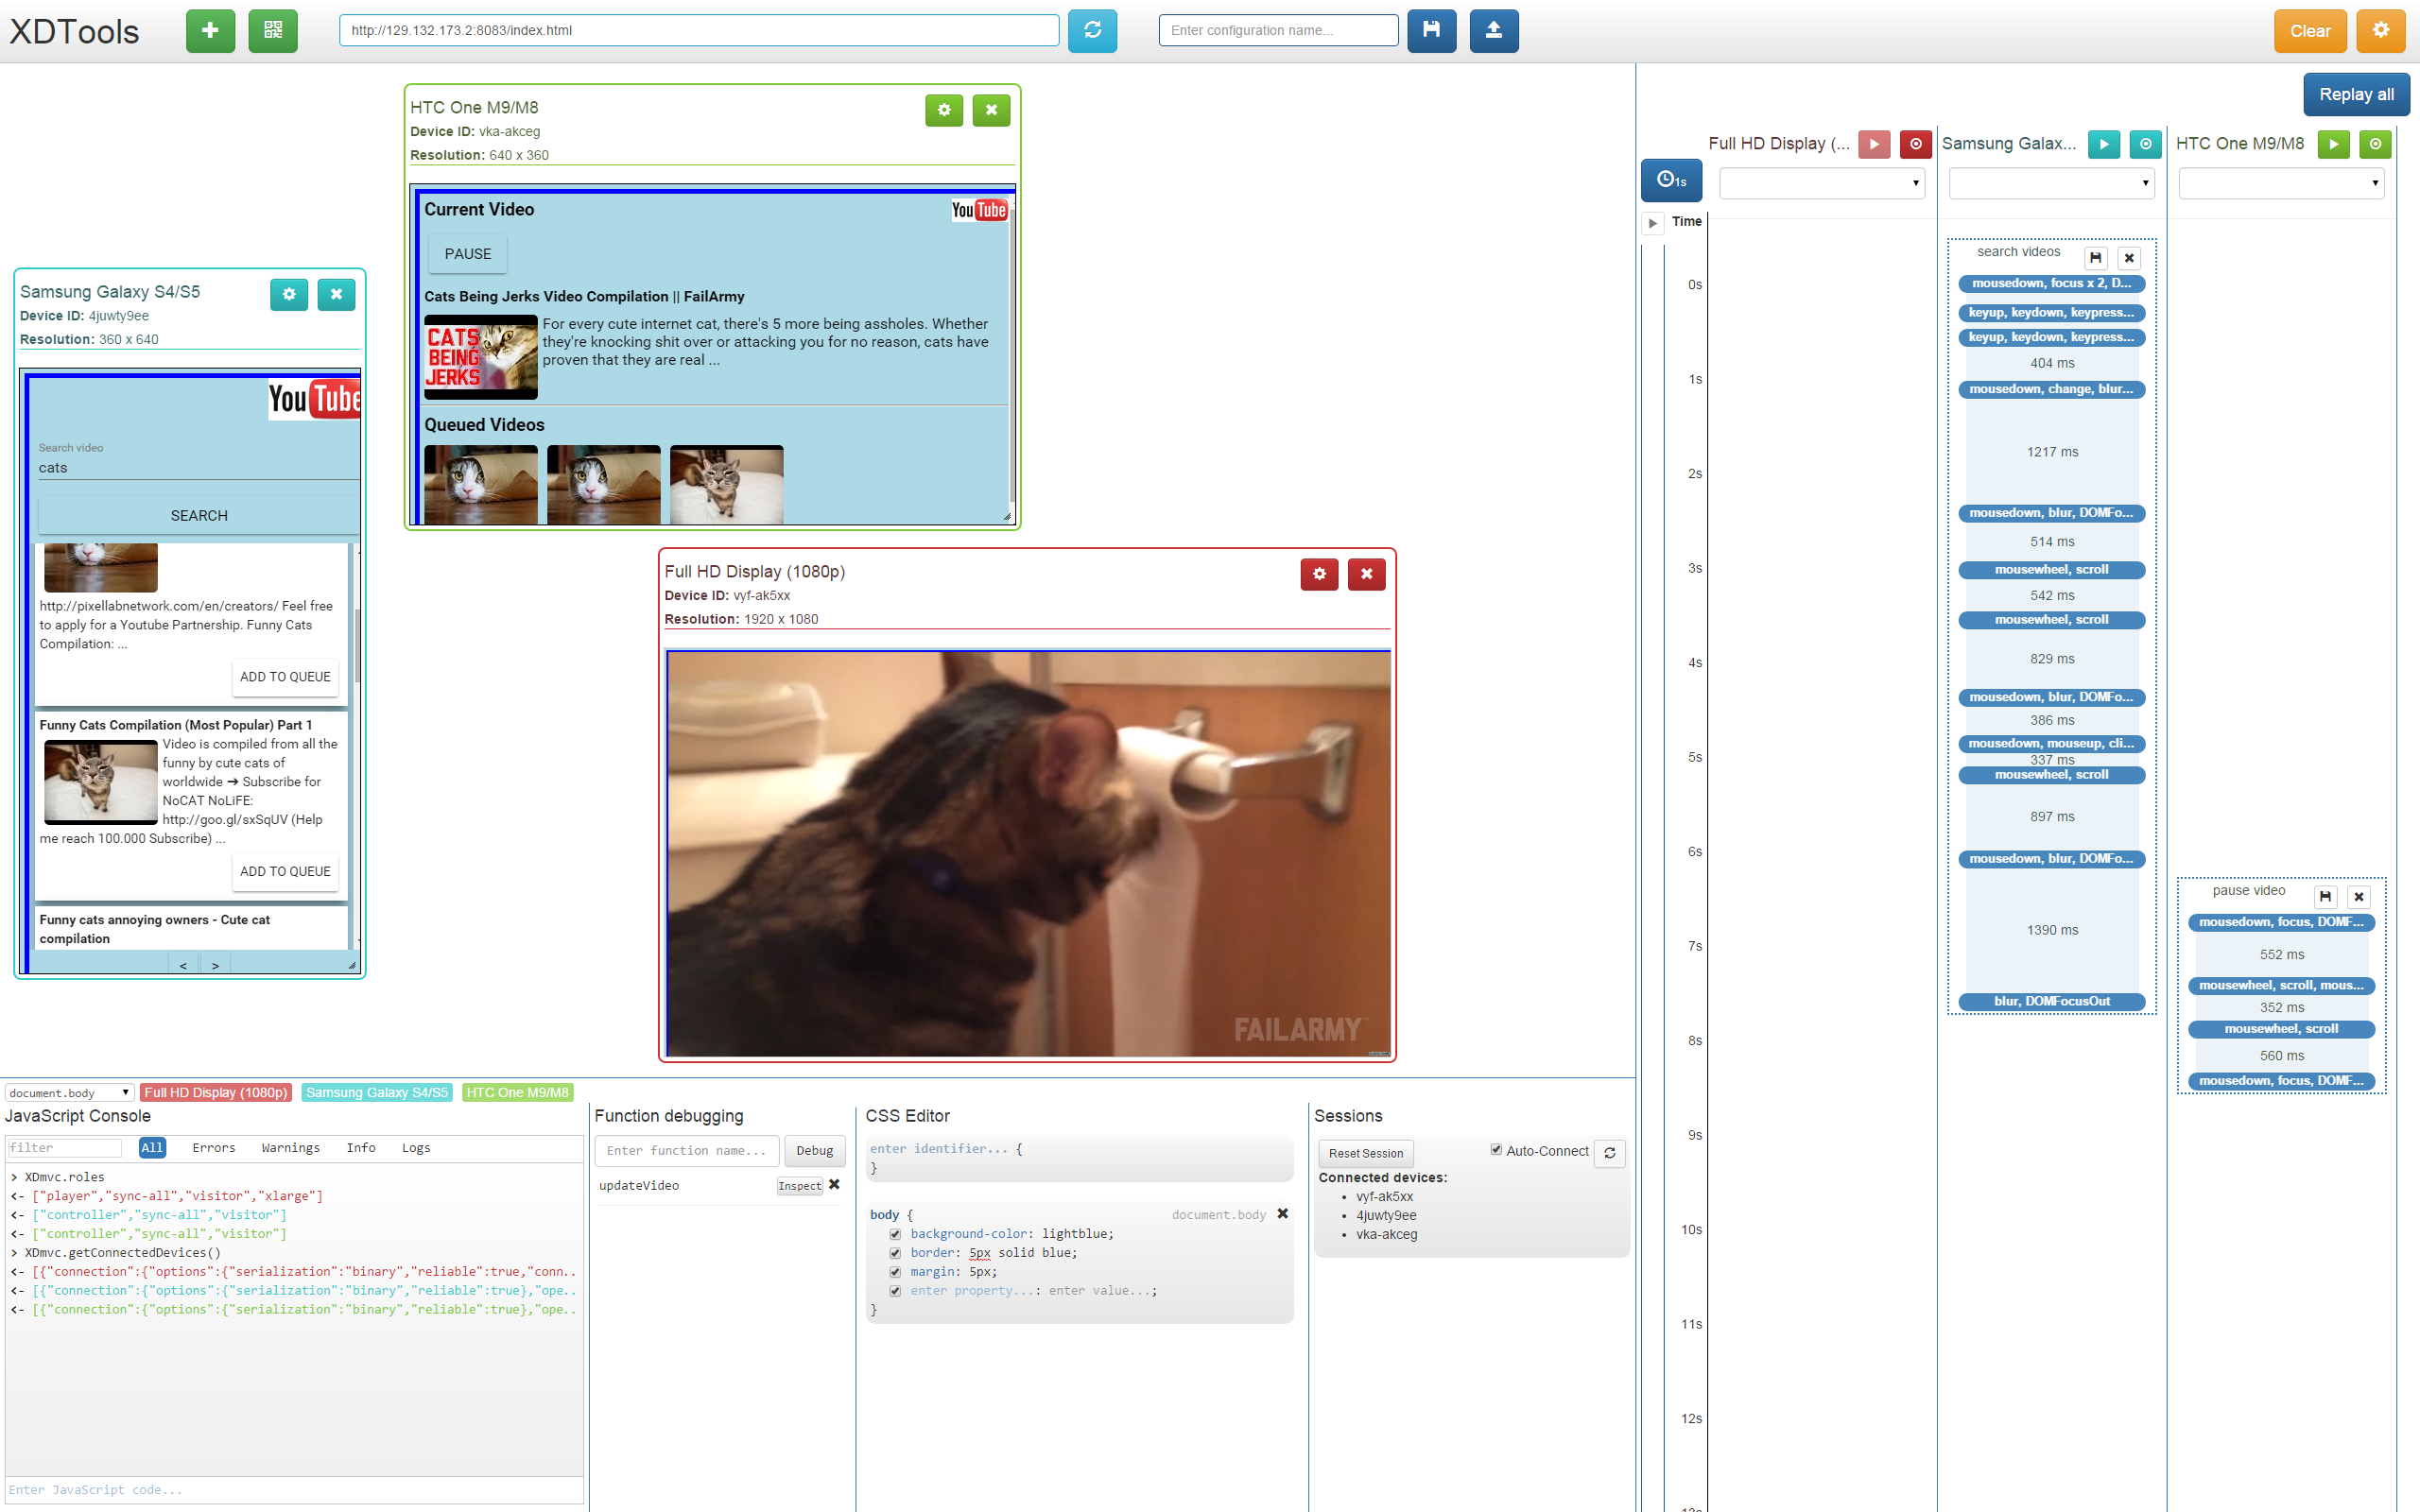 XDTools
http://129.132.173.2:8083/index.html
Enter configuration name...
Clear
Replay all
HTC One M9/M8
Device ID: vka-akceg
Resolution: 640 x 360
Current Video
YouTube
PAUSE
Cats Being Jerks Video Compilation || FailArmy
CATS
BEING
JERKS
For every cute internet cat, there's 5 more being assholes. Whether
they're knocking shit over or attacking you for no reason, cats have
proven that they are real ...
Queued Videos
Samsung Galaxy S4/S5
Device ID: 4juwty9ee
Resolution: 360 x 640
YouTube
Search video
cats
SEARCH
http://pixellabnetwork.com/en/creators/ Feel free
to apply for a Youtube Partnership. Funny Cats
Compilation: ...
ADD TO QUEUE
Funny Cats Compilation (Most Popular) Part 1
Video is compiled from all the
funny by cute cats of
worldwide ➔ Subscribe for
NoCAT NoLiFE:
http://goo.gl/sxSqUV (Help
me reach 100.000 Subscribe) ...
ADD TO QUEUE
Funny cats annoying owners - Cute cat
compilation
< >
Full HD Display (1080p)
Device ID: vyf-ak5xx
Resolution: 1920 x 1080
FAILARMY
Full HD Display (...
Samsung Galax...
HTC One M9/M8
1s
Time
0s
1s
2s
3s
4s
5s
6s
7s
8s
9s
10s
11s
12s
search videos
mousedown, focus x 2, D...
keyup, keydown, keypress...
keyup, keydown, keypress...
404 ms
mousedown, change, blur...
1217 ms
mousedown, blur, DOMFo...
514 ms
mousewheel, scroll
542 ms
mousewheel, scroll
829 ms
mousedown, blur, DOMFo...
386 ms
mousedown, mouseup, cli...
337 ms
mousewheel, scroll
897 ms
mousedown, blur, DOMFo...
1390 ms
blur, DOMFocusOut
pause video
mousedown, focus, DOMF...
552 ms
mousewheel, scroll, mous...
352 ms
mousewheel, scroll
560 ms
mousedown, focus, DOMF...
document.body
Full HD Display (1080p)
Samsung Galaxy S4/S5
HTC One M9/M8
JavaScript Console
filter
All
Errors
Warnings
Info
Logs
> XDmvc.roles
<- ["player","sync-all","visitor","xlarge"]
<- ["controller","sync-all","visitor"]
<- ["controller","sync-all","visitor"]
> XDmvc.getConnectedDevices()
<- [{"connection":{"options":{"serialization":"binary","reliable":true,"conn..
<- [{"connection":{"options":{"serialization":"binary","reliable":true},"ope..
<- [{"connection":{"options":{"serialization":"binary","reliable":true},"ope..
Enter JavaScript code...
Function debugging
Enter function name...
Debug
updateVideo
Inspect
CSS Editor
enter identifier... {
}
body {
document.body
background-color: lightblue;
border: 5px solid blue;
margin: 5px;
enter property...: enter value...;
}
Sessions
Reset Session
Auto-Connect
Connected devices:
vyf-ak5xx
4juwty9ee
vka-akceg